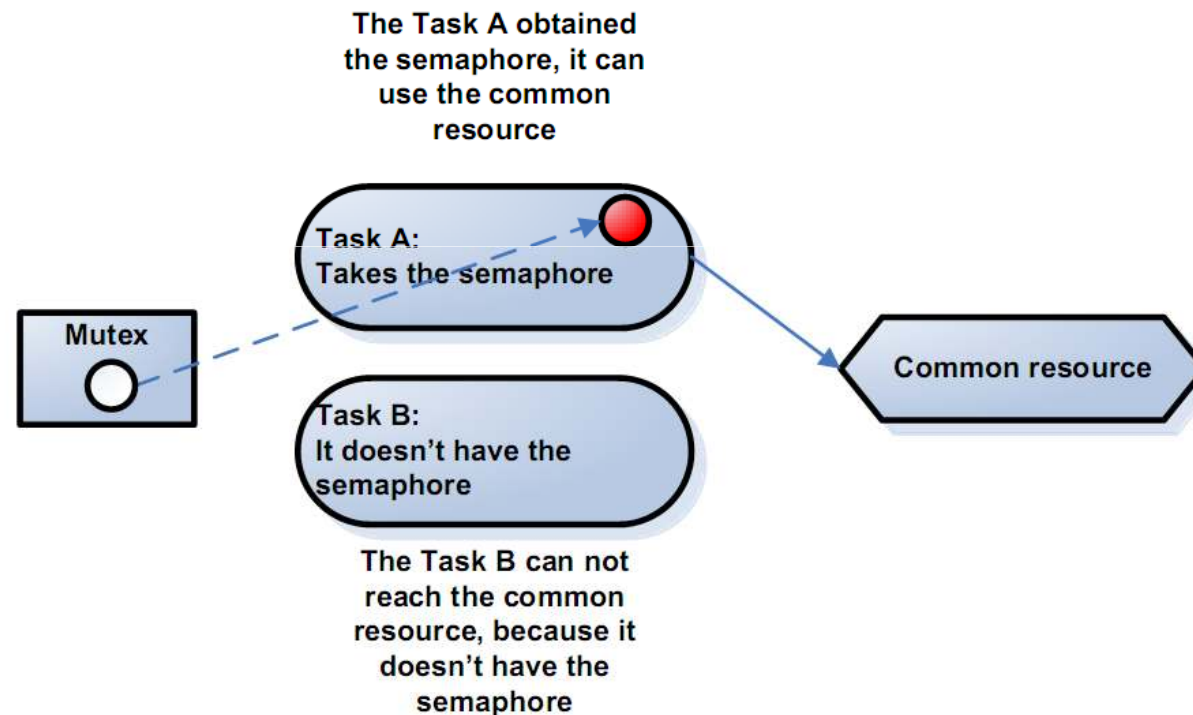 The Task A obtained
the semaphore, it can
use the common
resource
Task A:
Takes the semaphore
Mutex
Common resource
Task B:
It doesn’t have the
semaphore
The Task B can not
reach the common
resource, because it
doesn’t have the
semaphore